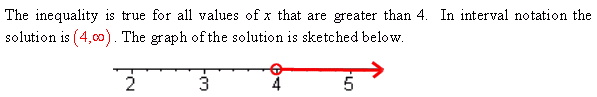 The inequality is true for all values of x that are greater than 4. In interval notation the
solution is (4,∞). The graph of the solution is sketched below.
2 3 4 5